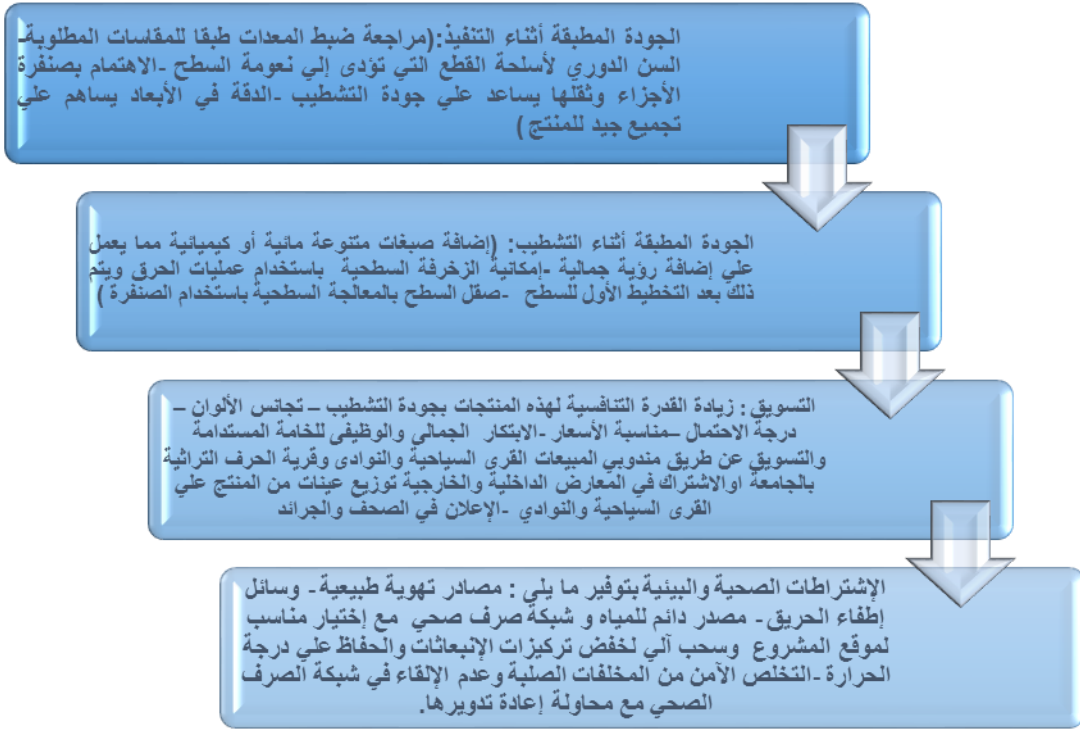 الجودة المطبقة أثناء التنفيذ:(مراجعة ضبط المعدات طبقا للمقاسات المطلوبة-
السن الدوري لأسلحة القطع التي تؤدى إلي نعومة السطح -الاهتمام بصنفرة
الأجزاء وثقلها يساعد علي جودة التشطيب -الدقة في الأبعاد يساهم علي
تجميع جيد للمنتج )
الجودة المطبقة أثناء التشطيب: (إضافة صبغات متنوعة مائية أو كيميائية مما يعمل
علي إضافة رؤية جمالية -إمكانية الزخرفة السطحية باستخدام عمليات الحرق ويتم
ذلك بعد التخطيط الأول للسطح -صقل السطح بالمعالجة السطحية باستخدام الصنفرة )
التسويق : زيادة القدرة التنافسية لهذه المنتجات بجودة التشطيب – تجانس الألوان –
درجة الاحتمال –مناسبة الأسعار -الابتكار الجمالى والوظيفى للخامة المستدامة
والتسويق عن طريق مندوبي المبيعات القرى السياحية والنوادى وقرية الحرف التراثية
بالجامعة اوالاشتراك في المعارض الداخلية والخارجية توزيع عينات من المنتج علي
القرى السياحية والنوادي -الإعلان في الصحف والجرائد
الإشتراطات الصحية والبيئية بتوفير ما يلي : مصادر تهوية طبيعية - وسائل
إطفاء الحريق - مصدر دائم للمياه و شبكة صرف صحي مع إختيار مناسب
لموقع المشروع وسحب آلي لخفض تركيزات الإنبعاثات والحفاظ علي درجة
الحرارة -التخلص الآمن من المخلفات الصلبة وعدم الإلقاء في شبكة الصرف
الصحي مع محاولة إعادة تدويرها.